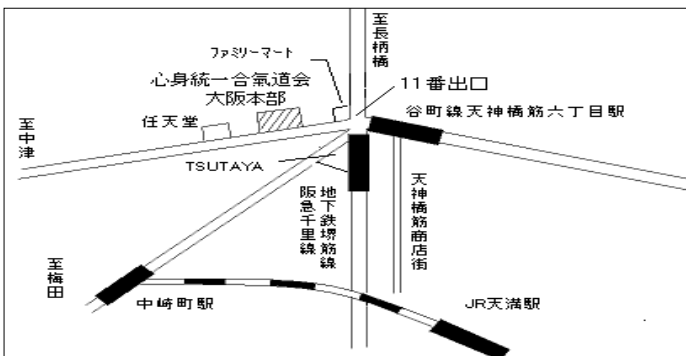 至長柄橋
ファミリーマート
心身統一合氣道会
大阪本部
11番出口
谷町線天神橋筋六丁目駅
任天堂
至中津
TSUTAYA
地下鉄堺筋線
阪急千里線
天神橋筋商店街
至梅田
中崎町駅
JR天満駅